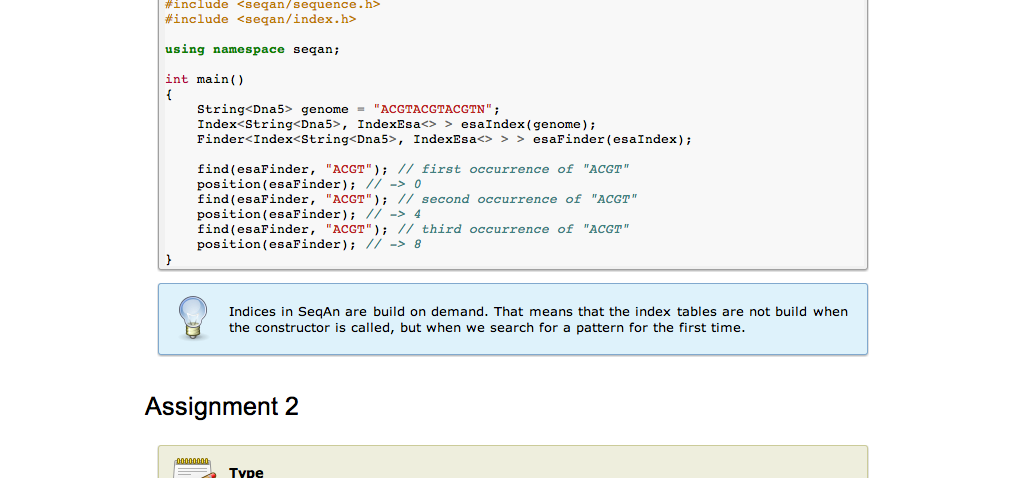 #include <seqan/sequence.h>
#include <seqan/index.h>
using namespace seqan;
int main()
{
String<Dna5> genome = "ACGTACGTACGTN";
Index<String<Dna5>, IndexEsa<> > esaIndex(genome);
Finder<Index<String<Dna5>, IndexEsa<> > > esaFinder(esaIndex);
find(esaFinder, "ACGT"); // first occurrence of "ACGT"
position(esaFinder); // -> 0
find(esaFinder, "ACGT"); // second occurrence of "ACGT"
position(esaFinder); // -> 4
find(esaFinder, "ACGT"); // third occurrence of "ACGT"
position(esaFinder); // -> 8
}
Indices in SeqAn are build on demand. That means that the index tables are not build when
the constructor is called, but when we search for a pattern for the first time.
Assignment 2
Type